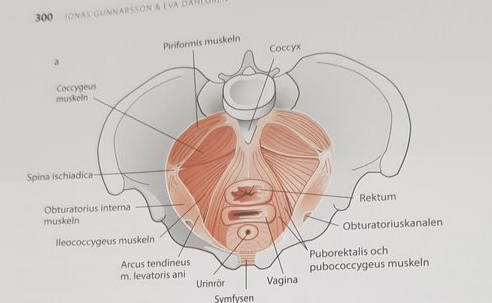 300 JONAS GUNNARSSON & EVA DAHLGREN
a
Piriformis muskeln
Coccyx
Coccygeus
muskeln
Spina ischiadica
Obturatorius interna
muskeln
Ileococcygeus muskeln
Arcus tendineus
m. levatoris ani
Urinrör
Symfysen
Vagina
Rektum
Obturatoriuskanalen
Puborektalis och
pubococcygeus muskeln